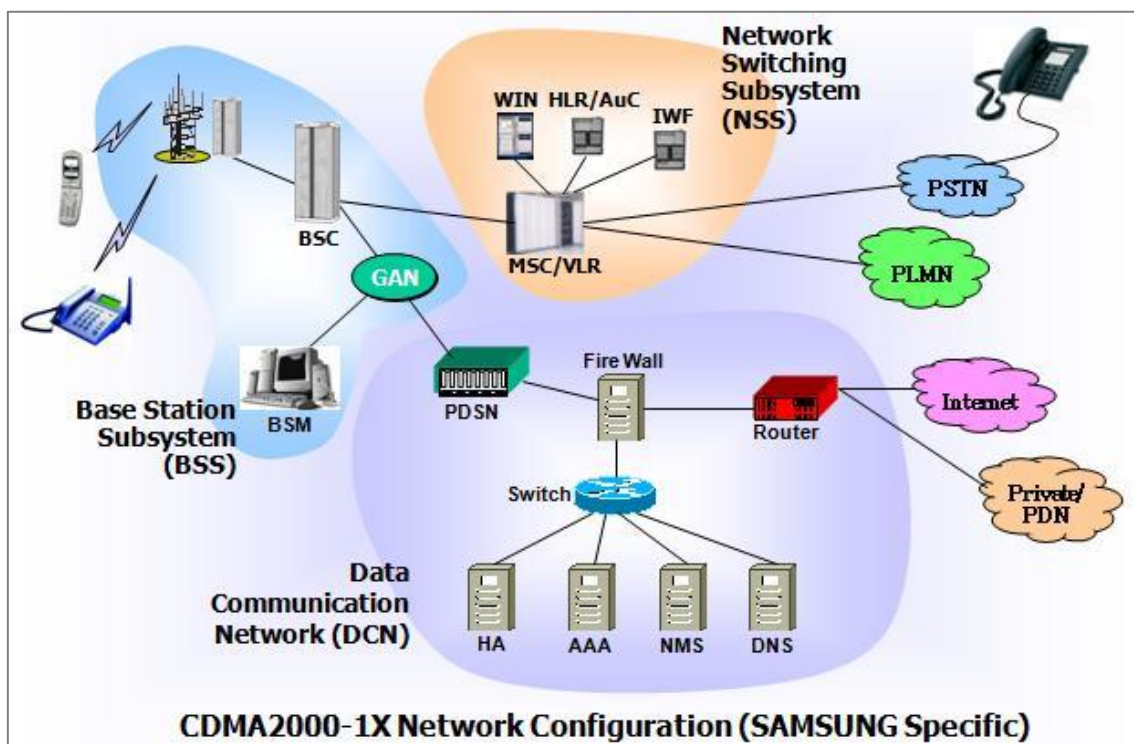 Network
Switching
Subsystem
(NSS)
WIN
HLR/AuC
IWF
PSTN
BSC
MSC/VLR
PLMN
GAN
Fire Wall
Base Station
Subsystem
(BSS)
BSM
PDSN
Router
Internet
Switch
Private/
PDN
Data
Communication
Network (DCN)
HA
AAA
NMS
DNS
CDMA2000-1X Network Configuration (SAMSUNG Specific)